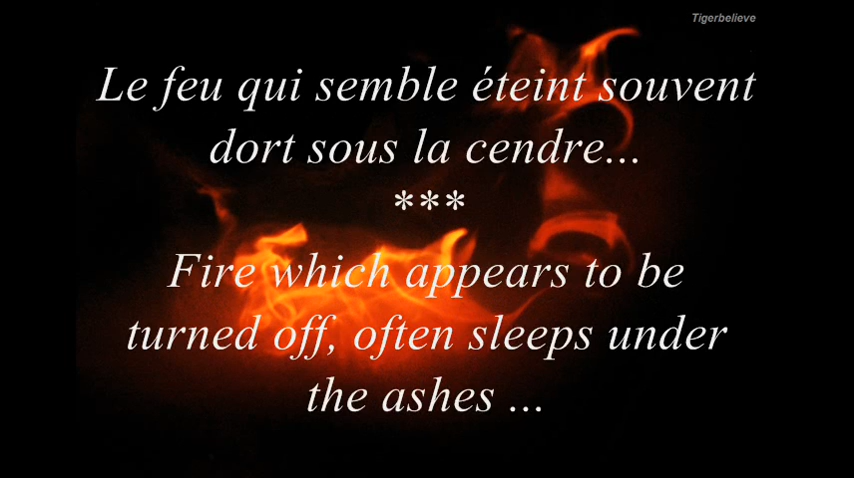 Tigerbelieve
Le feu qui semble éteint souvent
dort sous la cendre...
***
Fire which appears to be
turned off, often sleeps under
the ashes ...